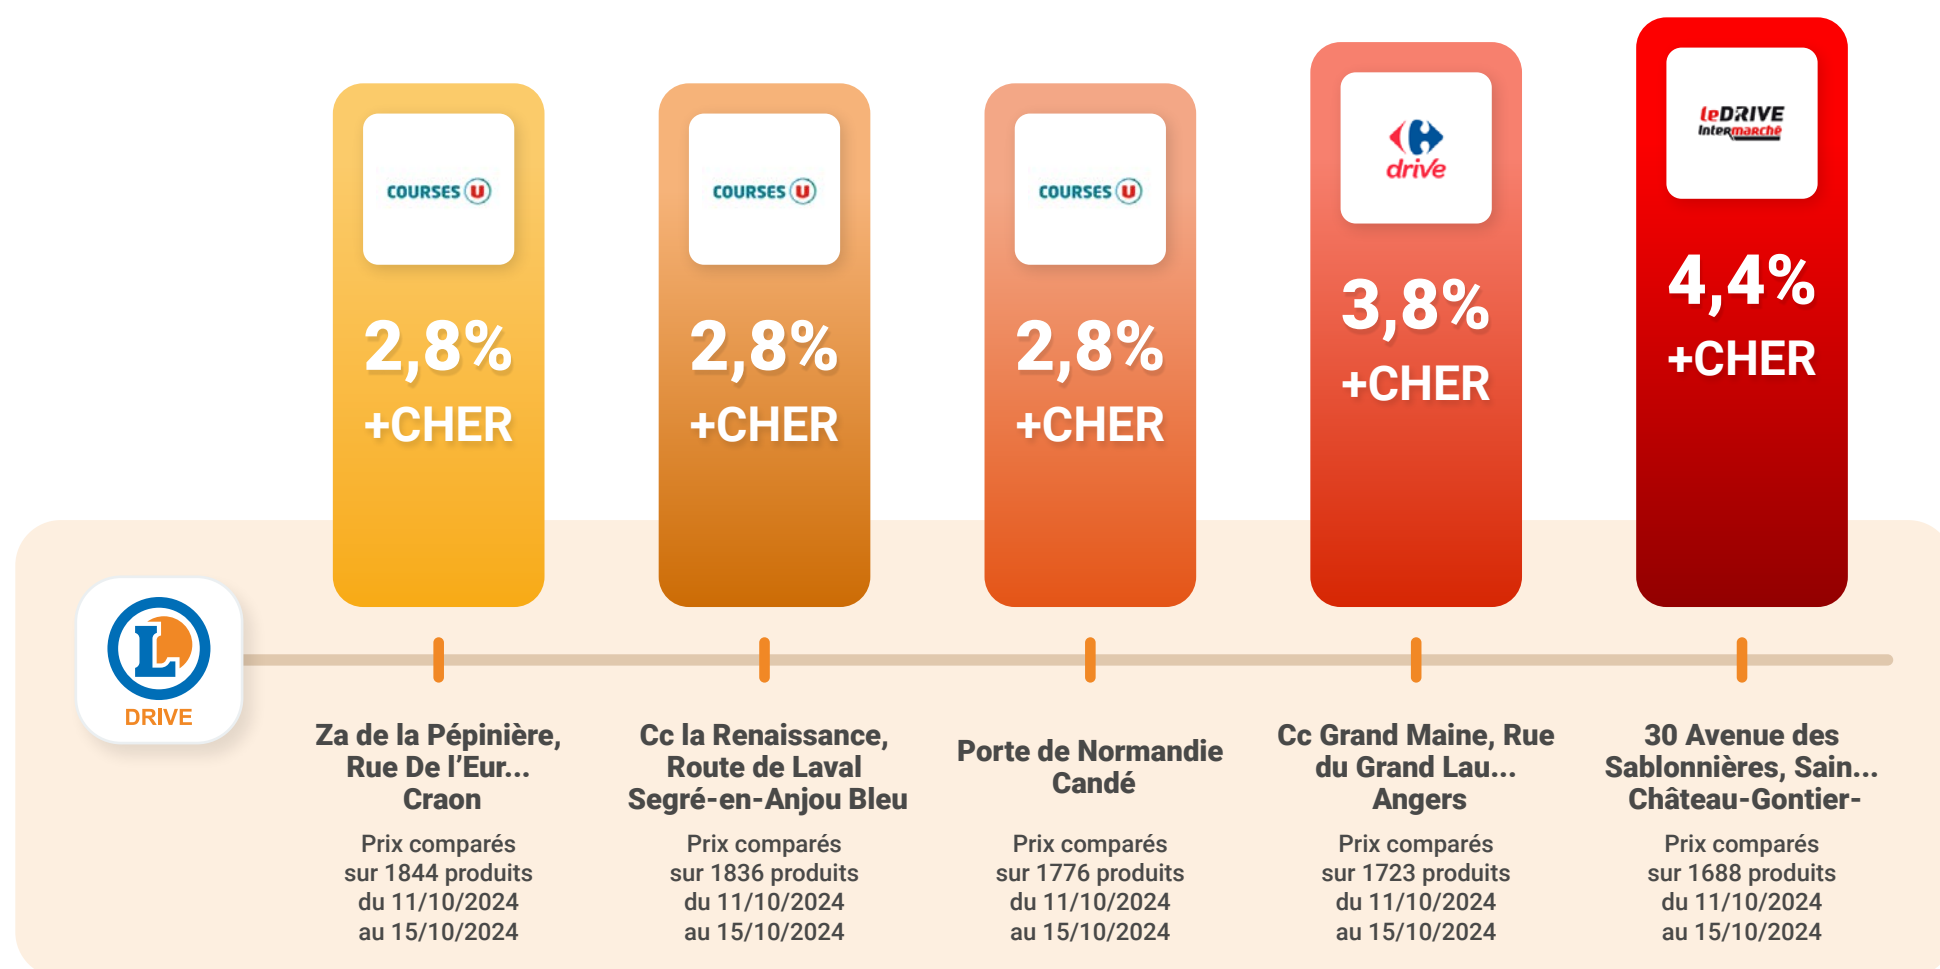 COURSES U
2,8%
+CHER
COURSES U
2,8%
+CHER
COURSES U
2,8%
+CHER
drive
3,8%
+CHER
leDRIVE
Intermarché
4,4%
+CHER
L
DRIVE
Za de la Pépinière,
Rue De l’Eur...
Craon
Prix comparés
sur 1844 produits
du 11/10/2024
au 15/10/2024
Cc la Renaissance,
Route de Laval
Segré-en-Anjou Bleu
Prix comparés
sur 1836 produits
du 11/10/2024
au 15/10/2024
Porte de Normandie
Candé
Prix comparés
sur 1776 produits
du 11/10/2024
au 15/10/2024
Cc Grand Maine, Rue
du Grand Lau...
Angers
Prix comparés
sur 1723 produits
du 11/10/2024
au 15/10/2024
30 Avenue des
Sablonnières, Sain...
Château-Gontier-
Prix comparés
sur 1688 produits
du 11/10/2024
au 15/10/2024